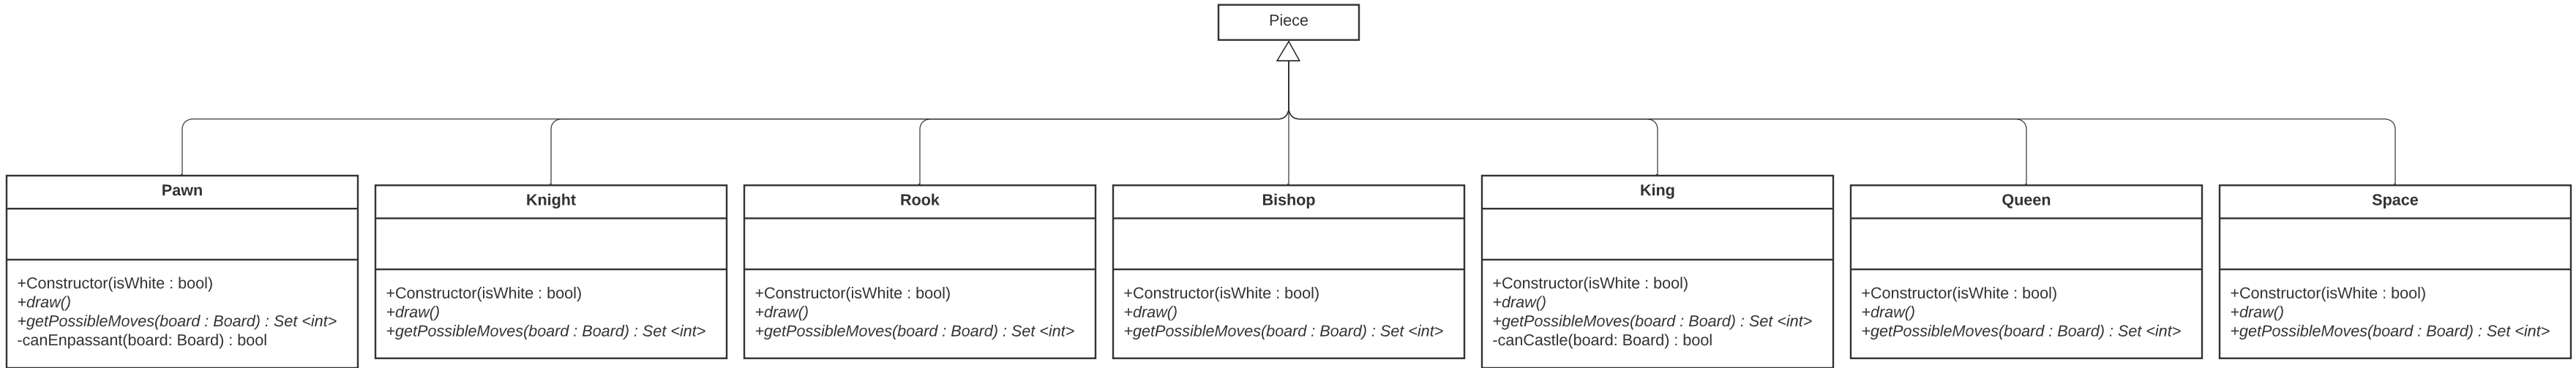 Piece
Pawn
+Constructor(isWhite : bool)
+draw()
+getPossibleMoves(board : Board) : Set <int>
-canEnpassant(board: Board) : bool
Knight
+Constructor(isWhite : bool)
+draw()
+getPossibleMoves(board : Board) : Set <int>
Rook
+Constructor(isWhite : bool)
+draw()
+getPossibleMoves(board : Board) : Set <int>
Bishop
+Constructor(isWhite : bool)
+draw()
+getPossibleMoves(board : Board) : Set <int>
King
+Constructor(isWhite : bool)
+draw()
+getPossibleMoves(board : Board) : Set <int>
-canCastle(board: Board) : bool
Queen
+Constructor(isWhite : bool)
+draw()
+getPossibleMoves(board : Board) : Set <int>
Space
+Constructor(isWhite : bool)
+draw()
+getPossibleMoves(board : Board) : Set <int>